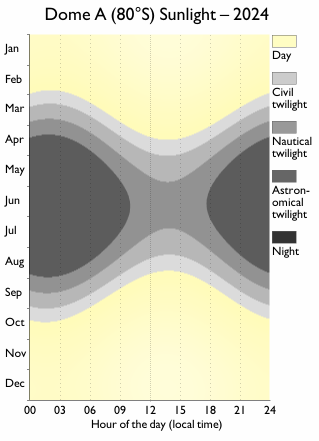 Dome A (80°S) Sunlight – 2024
Jan
Feb
Mar
Apr
May
Jun
Jul
Aug
Sep
Oct
Nov
Dec
00 03 06 09 12 15 18 21 24
Hour of the day (local time)
Day
Civil
twilight
Nautical
twilight
Astron-
omical
twilight
Night